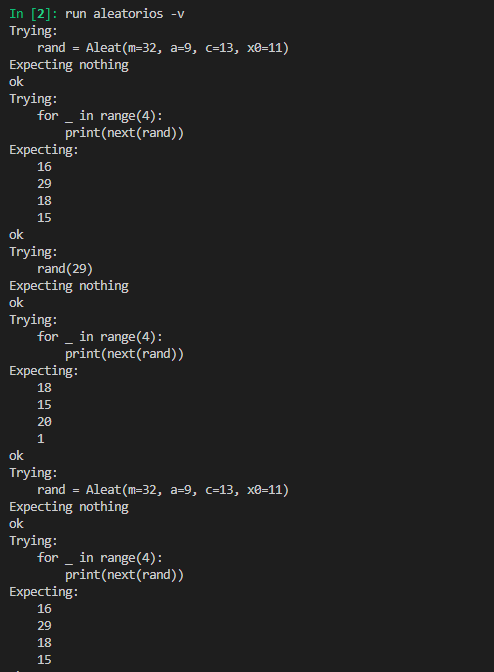 In [2]: run aleatorios -v
Trying:
    rand = Aleat(m=32, a=9, c=13, x0=11)
Expecting nothing
ok
Trying:
    for _ in range(4):
        print(next(rand))
Expecting:
    16
    29
    18
    15
ok
Trying:
    rand(29)
Expecting nothing
ok
Trying:
    for _ in range(4):
        print(next(rand))
Expecting:
    18
    15
    20
    1
ok
Trying:
    rand = Aleat(m=32, a=9, c=13, x0=11)
Expecting nothing
ok
Trying:
    for _ in range(4):
        print(next(rand))
Expecting:
    16
    29
    18
    15